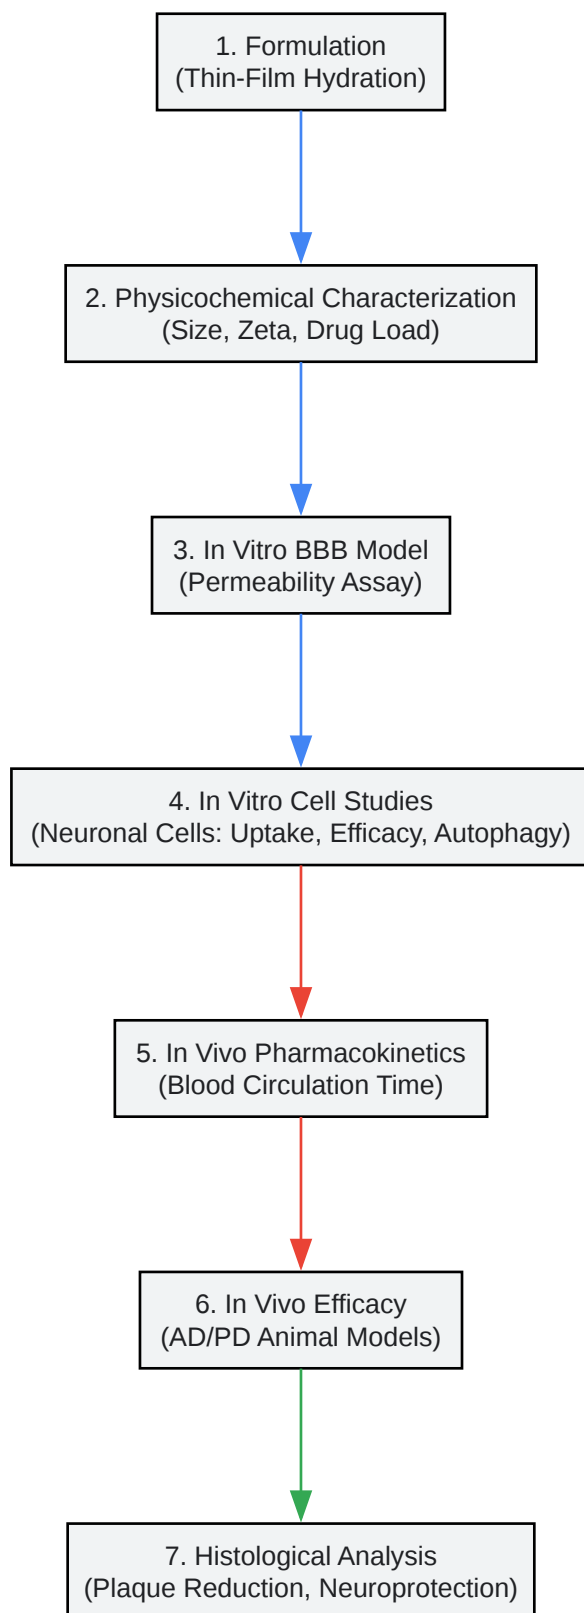 1. Formulation
(Thin-Film Hydration)
2. Physicochemical Characterization
(Size, Zeta, Drug Load)
3. In Vitro BBB Model
(Permeability Assay)
4. In Vitro Cell Studies
(Neuronal Cells: Uptake, Efficacy, Autophagy)
5. In Vivo Pharmacokinetics
(Blood Circulation Time)
6. In Vivo Efficacy
(AD/PD Animal Models)
7. Histological Analysis
(Plaque Reduction, Neuroprotection)